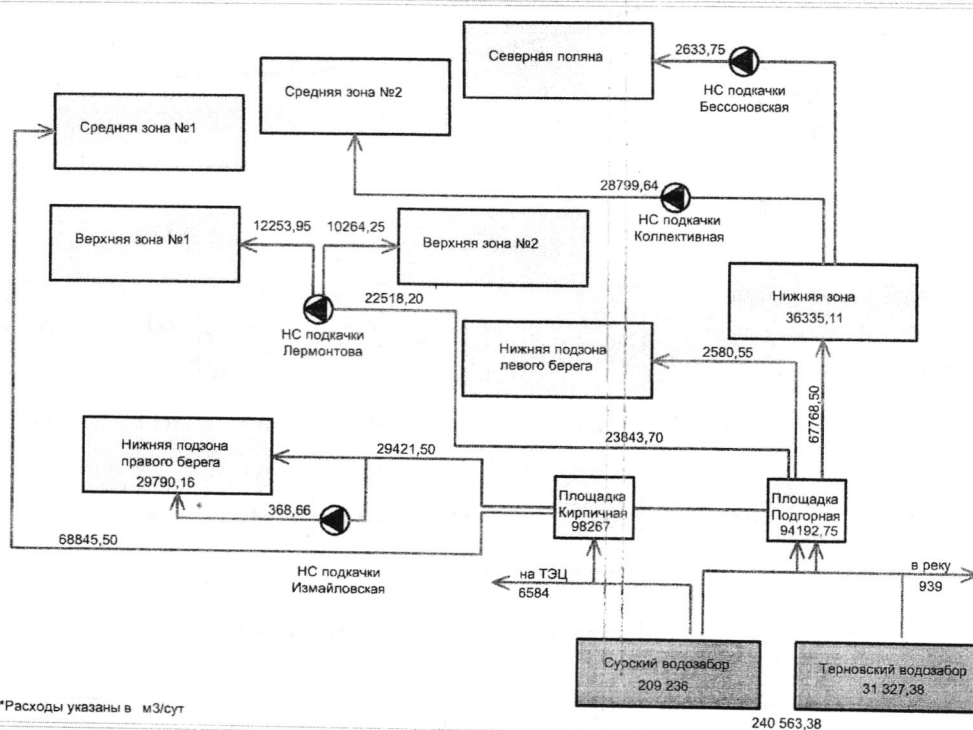 Северная поляна
2633,75
НС подкачки
Бессоновская
Средняя зона №2
Средняя зона №1
28799,64
НС подкачки
Коллективная
12253,95
10264,25
Верхняя зона №1
Верхняя зона №2
22518,20
НС подкачки
Лермонтова
Нижняя зона
36335,11
Нижняя подзона
левого берега
2580,55
67768,50
Нижняя подзона
правого берега
29790,16
29421,50
23843,70
368,66
Площадка
Кирпичная
98267
Площадка
Подгорная
94192,75
68845,50
НС подкачки
Измайловская
на ТЭЦ
6584
в реку
939
Сурский водозабор
209 236
Терновский водозабор
31 327,38
*Расходы указаны в м3/сут
240 563,38